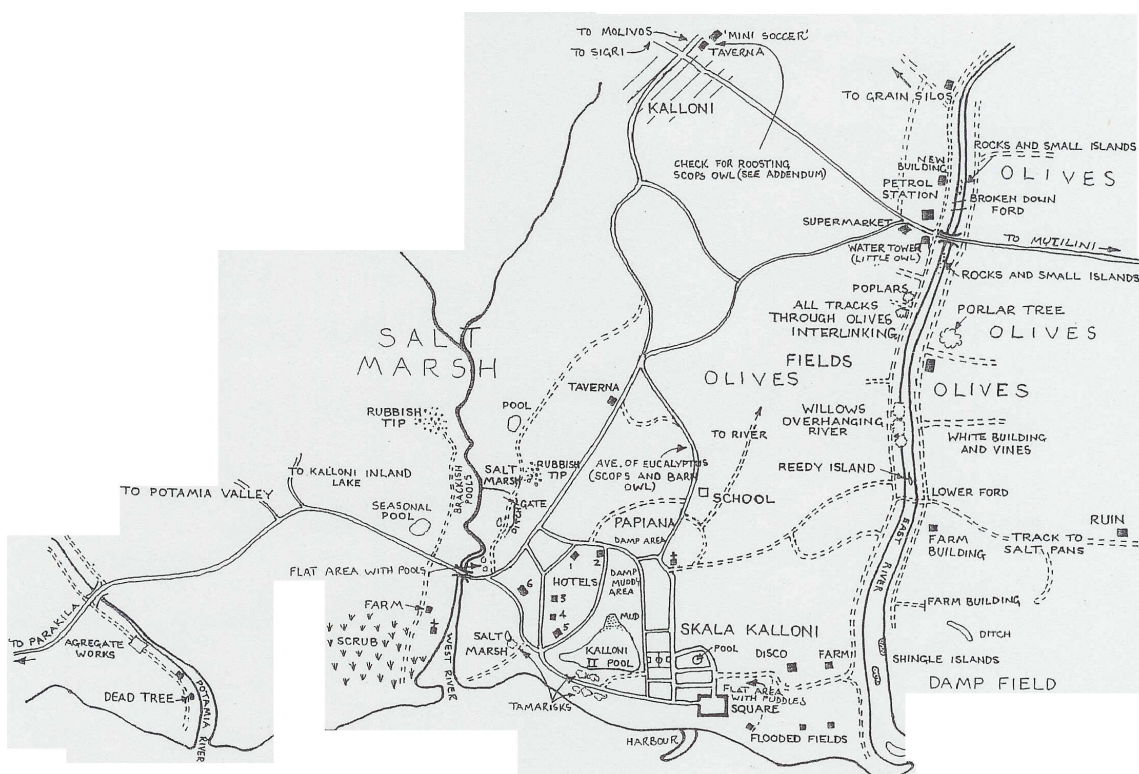 TO MOLIVOS
TO SIGRI
'MINI SOCCER'
TAVERNA
KALLONI
TO GRAIN SILOS
CHECK FOR ROOSTING
SCOPS OWL (SEE ADDENDUM)
NEW
BUILDING
PETROL
STATION
ROCKS AND SMALL ISLANDS
OLIVES
BROKEN DOWN
FORD
SUPERMARKET
TO MYTILINI
WATER TOWER
(LITTLE OWL)
ROCKS AND SMALL ISLANDS
POPLARS
ALL TRACKS
THROUGH OLIVES
INTERLINKING
PORLAR TREE
OLIVES
SALT
MARSH
FIELDS
OLIVES
OLIVES
TAVERNA
POOL
RUBBISH
TIP
WILLOWS
OVERHANGING
RIVER
TO RIVER
WHITE BUILDING
AND VINES
AVE. OF EUCALYPTUS
(SCOPS AND BARN
OWL)
SALT
MARSH
RUBBISH
TIP
REEDY ISLAND
TO KALLONI INLAND
LAKE
TO POTAMIA VALLEY
BRACKISH
POOLS
GATE
DITCH
SCHOOL
LOWER FORD
SEASONAL
POOL
PAPIANA
DAMP AREA
EAST
RIVER
FARM
BUILDING
TRACK TO
SALT PANS
RUIN
FLAT AREA WITH POOLS
1
2
HOTELS
DAMP
MUDDY
AREA
6
3
4
5
FARM
FARM BUILDING
MUD
TO PARAKILA
AGREGATE
WORKS
SCRUB
WEST RIVER
SALT
MARSH
KALLONI
II
POOL
SKALA KALLONI
POOL
DISCO
FARM
DITCH
SHINGLE ISLANDS
DEAD TREE
POTAMIA
RIVER
TAMARISKS
FLAT AREA
WITH PUDDLES
SQUARE
DAMP FIELD
HARBOUR
FLOODED FIELDS